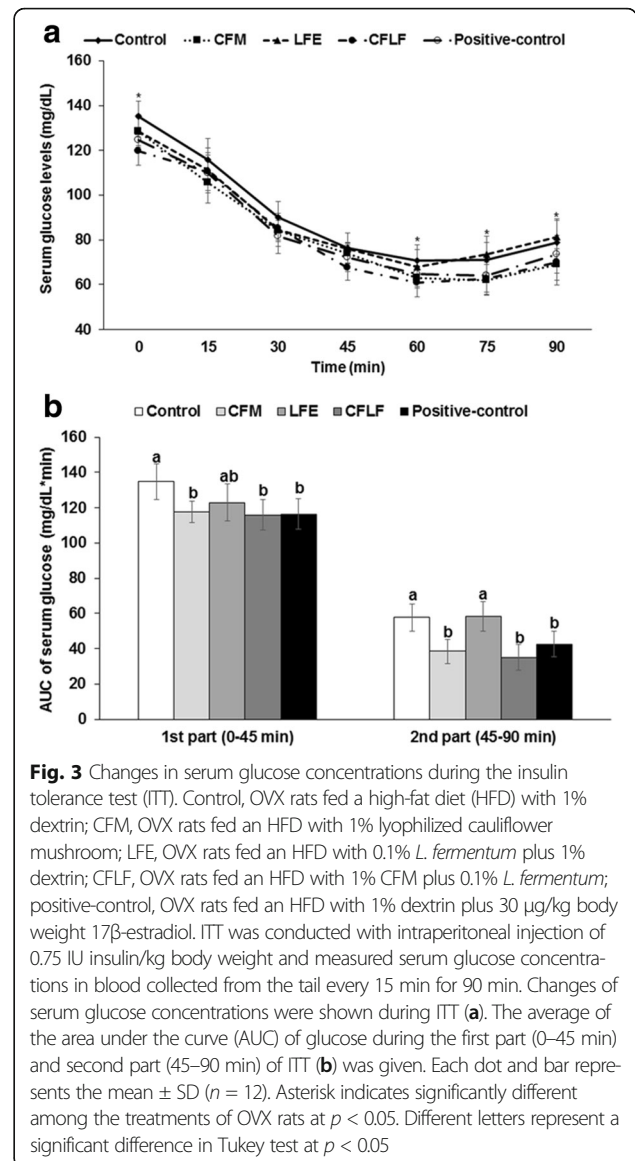 a
Control CFM LFE CFLF Positive-control
Serum glucose levels (mg/dL)
160
140
120
100
80
60
40
* * * *
0 15 30 45 60 75 90
Time (min)
b
Control CFM LFE CFLF Positive-control
AUC of serum glucose (mg/dL*min)
160
140
120
100
80
60
40
20
0
a b ab b b
a b a b b
1st part (0-45 min) 2nd part (45-90 min)
Fig. 3 Changes in serum glucose concentrations during the insulin
tolerance test (ITT). Control, OVX rats fed a high-fat diet (HFD) with 1%
dextrin; CFM, OVX rats fed an HFD with 1% lyophilized cauliflower
mushroom; LFE, OVX rats fed an HFD with 0.1% L. fermentum plus 1%
dextrin; CFLF, OVX rats fed an HFD with 1% CFM plus 0.1% L. fermentum;
positive-control, OVX rats fed an HFD with 1% dextrin plus 30 μg/kg body
weight 17β-estradiol. ITT was conducted with intraperitoneal injection of
0.75 IU insulin/kg body weight and measured serum glucose concentra-
tions in blood collected from the tail every 15 min for 90 min. Changes of
serum glucose concentrations were shown during ITT (a). The average of
the area under the curve (AUC) of glucose during the first part (0–45 min)
and second part (45–90 min) of ITT (b) was given. Each dot and bar repre-
sents the mean ± SD (n = 12). Asterisk indicates significantly different
among the treatments of OVX rats at p < 0.05. Different letters represent a
significant difference in Tukey test at p < 0.05